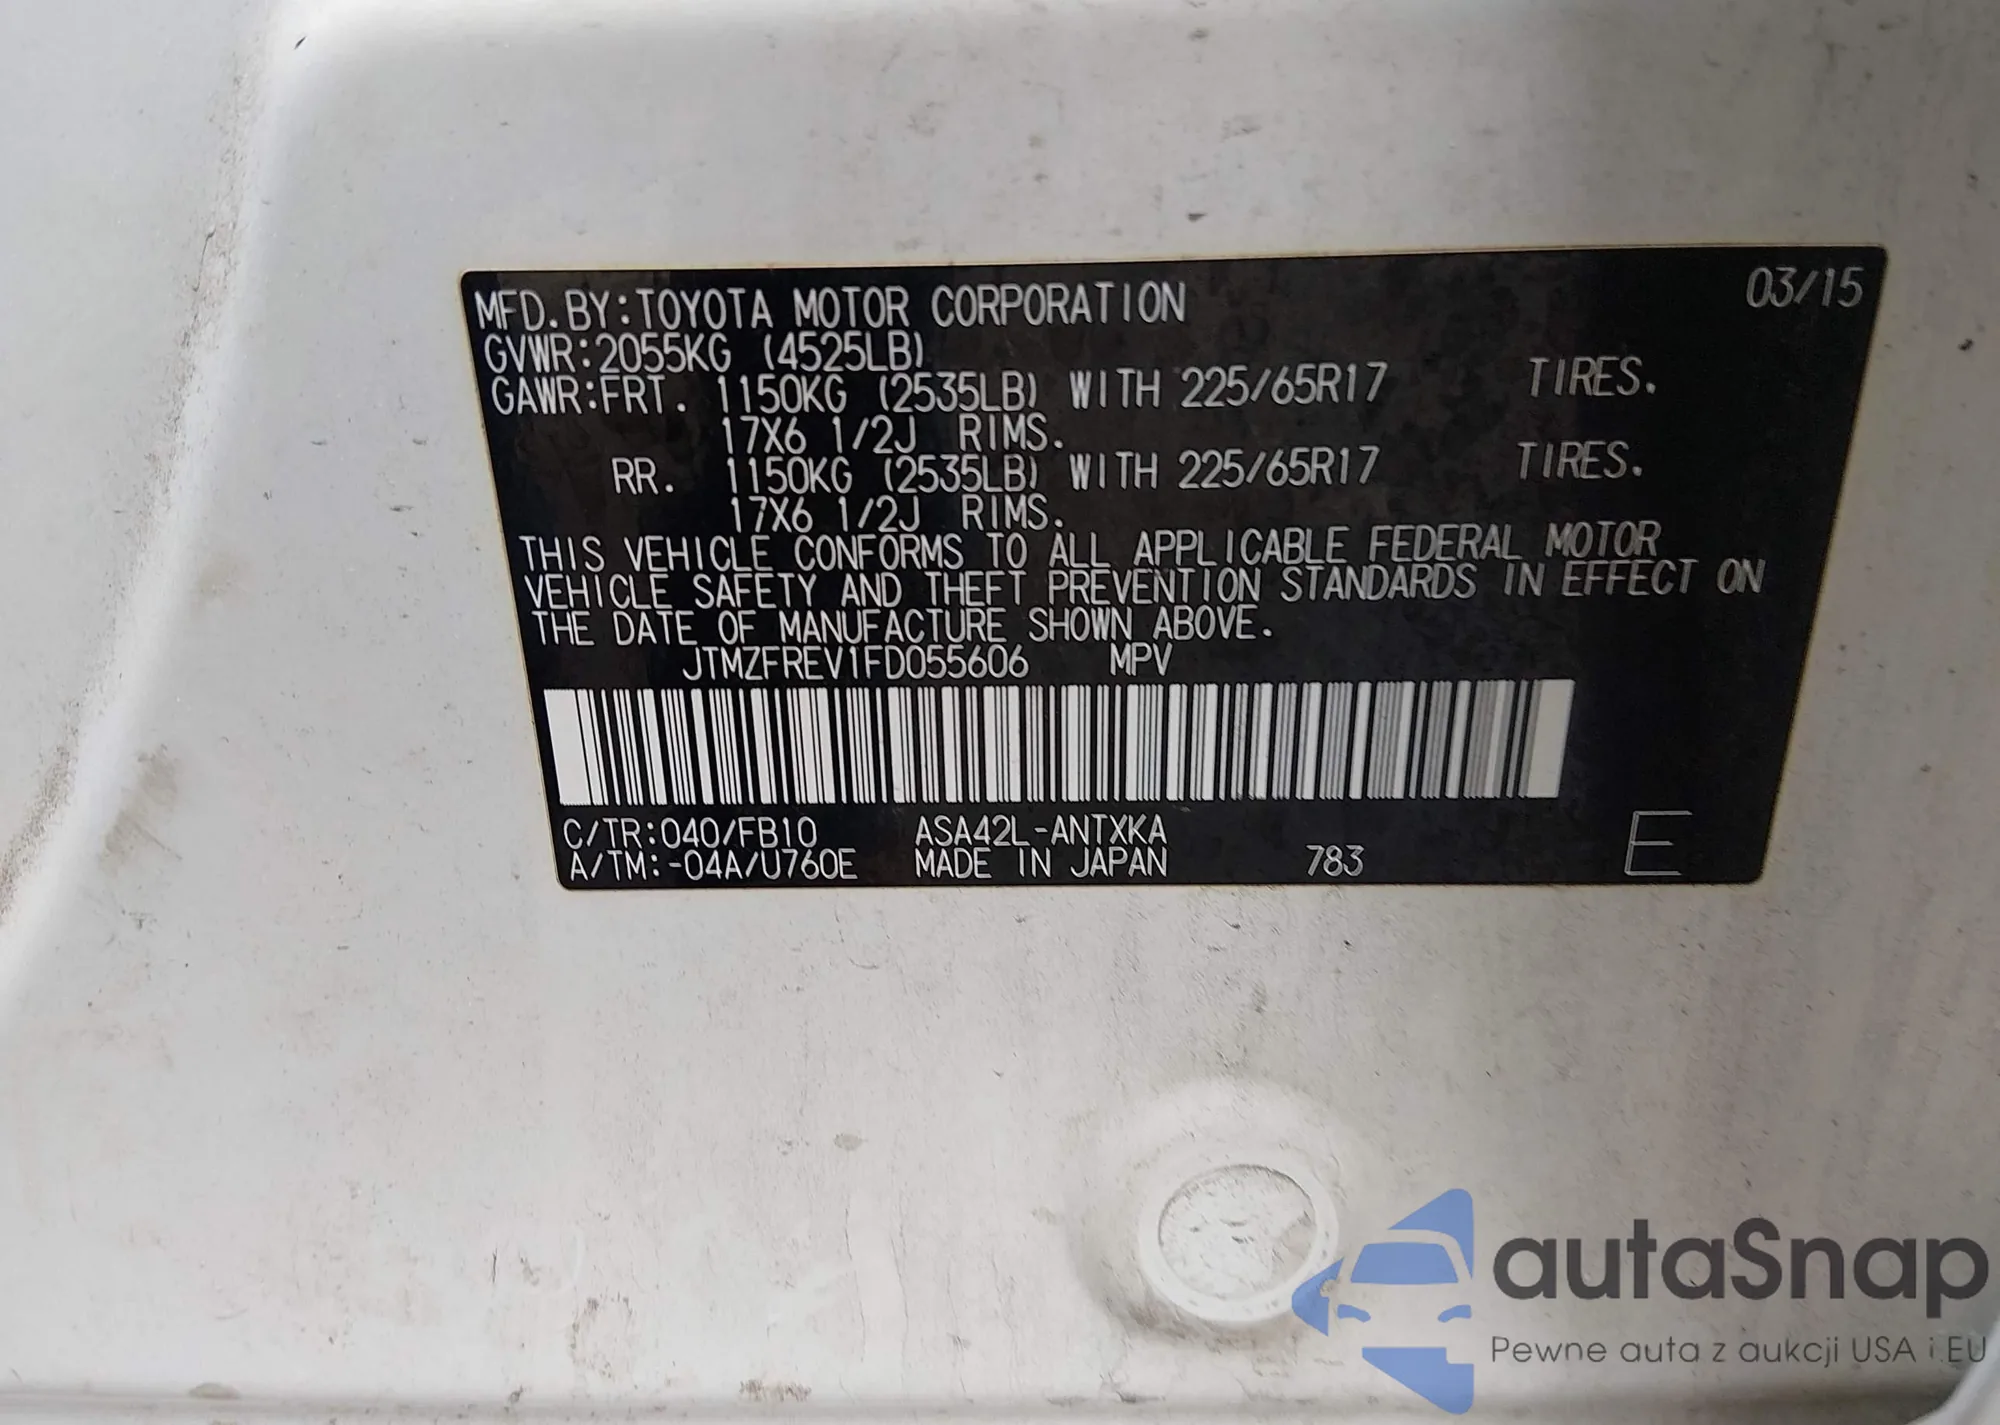 MFD. BY: TOYOTA MOTOR CORPORATION 03/15
GVWR: 2055KG (4525LB)
GAWR: FRT. 1150KG (2535LB) WITH 225/65R17 TIRES.
17X6 1/2J RIMS.
RR. 1150KG (2535LB) WITH 225/65R17 TIRES.
17X6 1/2J RIMS.
THIS VEHICLE CONFORMS TO ALL APPLICABLE FEDERAL MOTOR
VEHICLE SAFETY AND THEFT PREVENTION STANDARDS IN EFFECT ON
THE DATE OF MANUFACTURE SHOWN ABOVE.
JTMZFREV1FD055606 MPV
C/TR: 040/FB10 ASA42L-ANTXKA
A/TM: -04A/U760E MADE IN JAPAN 783 E
autaSnap
Pewne auta z aukcji USA i EU